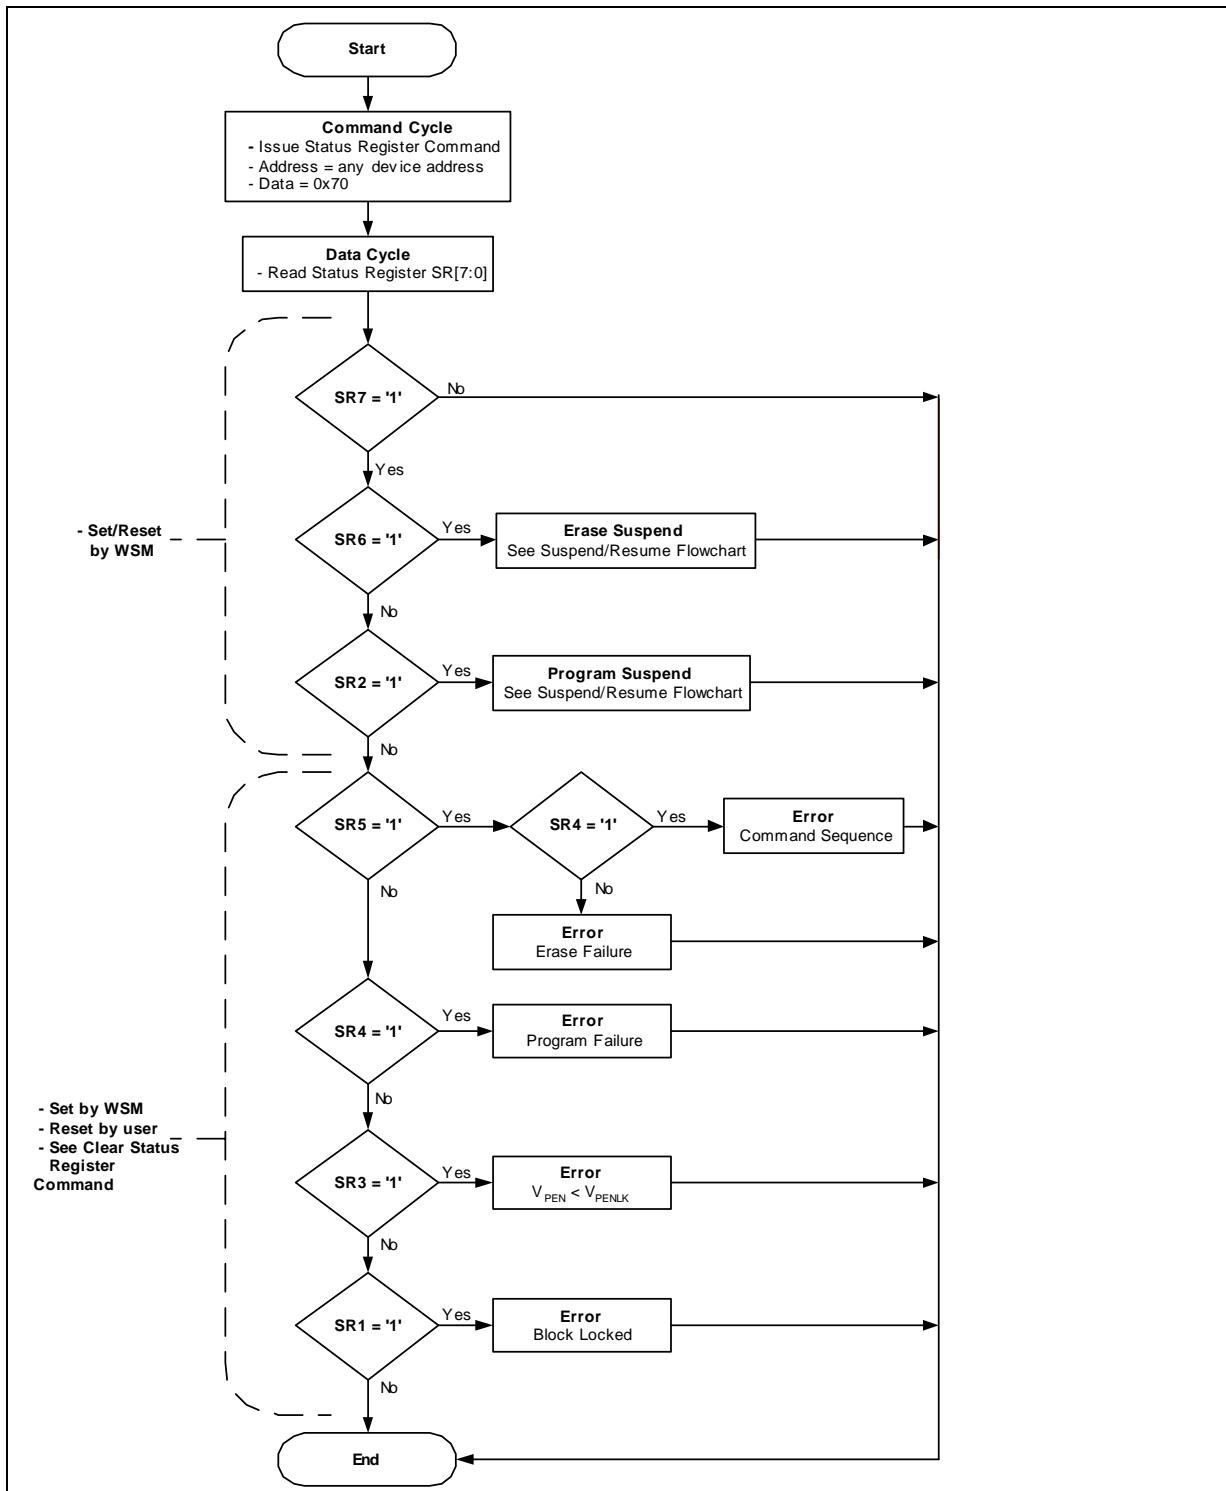 Start
Command Cycle
- Issue Status Register Command
- Address = any device address
- Data = 0x70
Data Cycle
- Read Status Register SR[7:0]
SR7 = '1'
No
Yes
- Set/Reset
by WSM
SR6 = '1'
Yes
Erase Suspend
See Suspend/Resume Flowchart
No
SR2 = '1'
Yes
Program Suspend
See Suspend/Resume Flowchart
No
SR5 = '1'
Yes
SR4 = '1'
Yes
Error
Command Sequence
No
No
Error
Erase Failure
SR4 = '1'
Yes
Error
Program Failure
No
- Set by WSM
- Reset by user
- See Clear Status
Register
Command
SR3 = '1'
Yes
Error
V PEN < V PENLK
No
SR1 = '1'
Yes
Error
Block Locked
No
End